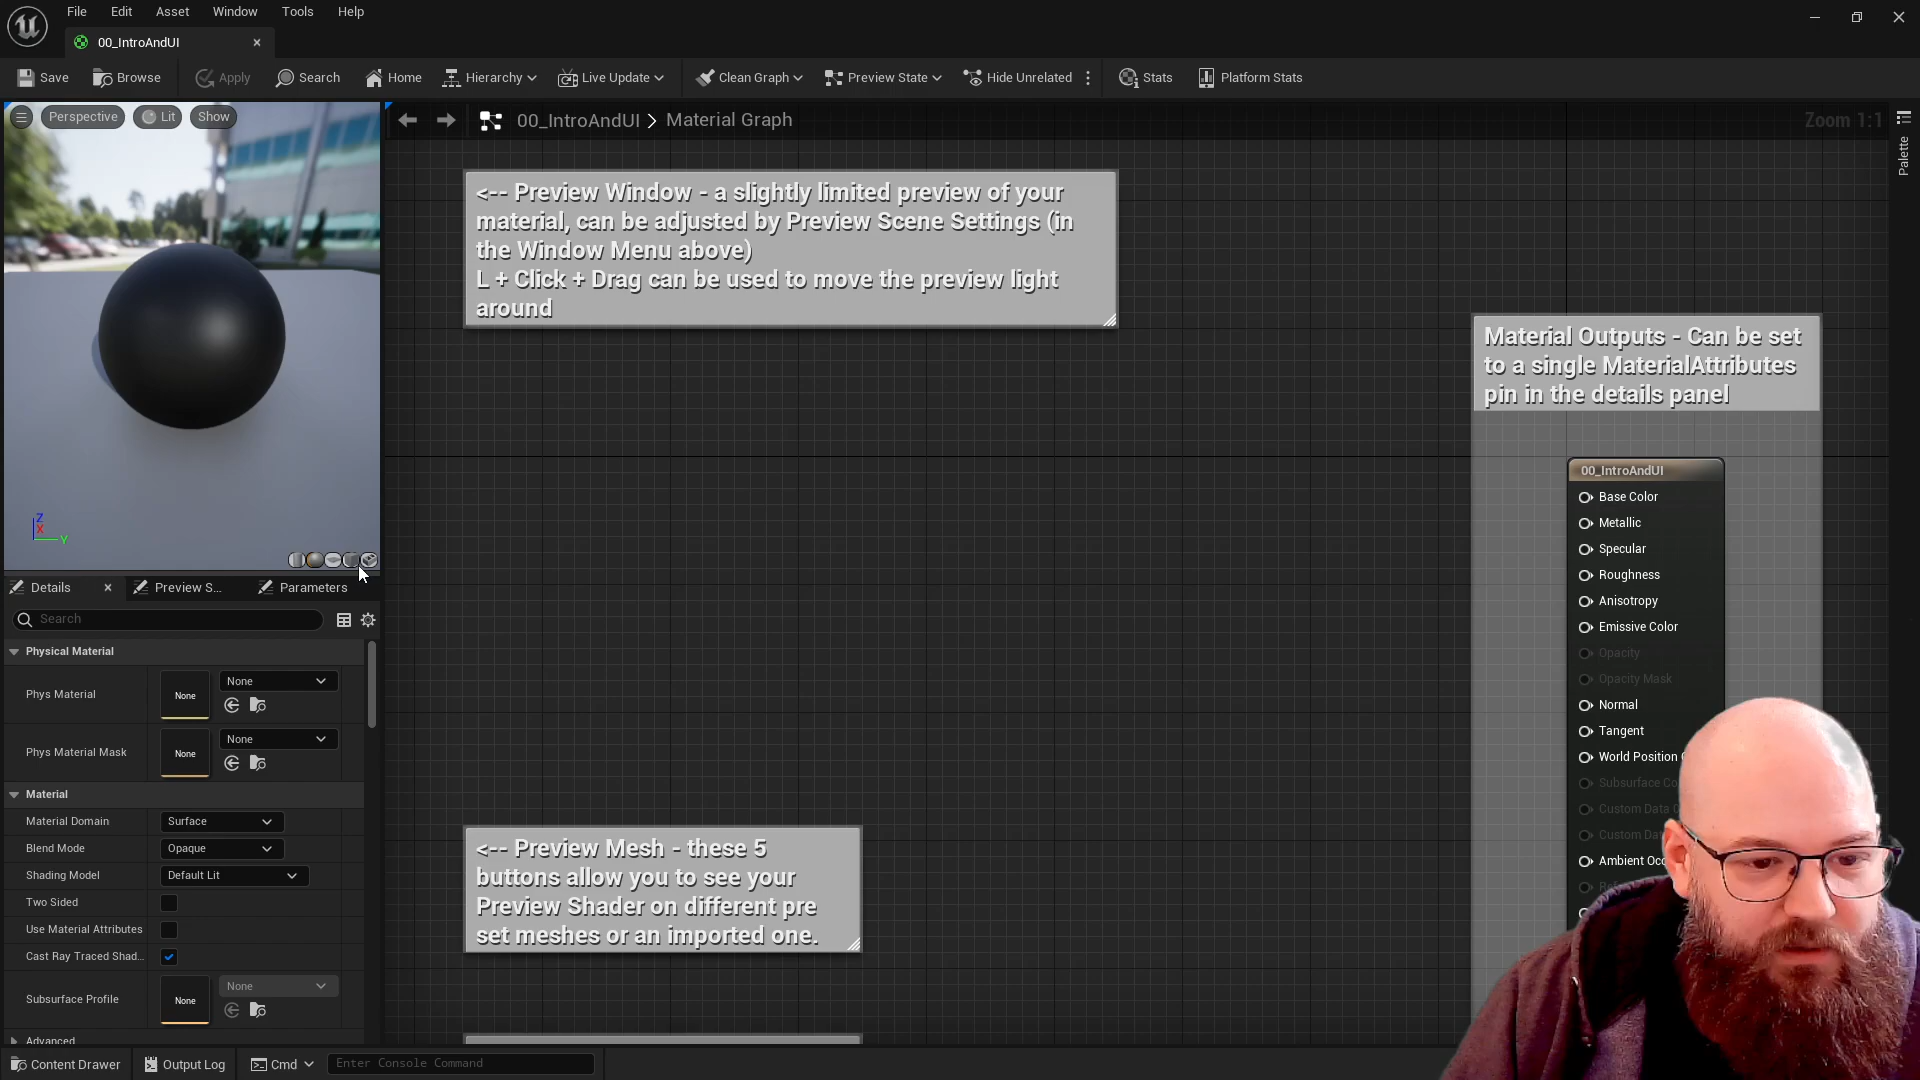 File Edit Asset Window Tools Help
00_IntroAndUI
Save Browse Apply Search Home Hierarchy Live Update Clean Graph Preview State Hide Unrelated Stats Platform Stats
Perspective Lit Show
00_IntroAndUI > Material Graph
Zoom 1:1
Palette
<-- Preview Window - a slightly limited preview of your
material, can be adjusted by Preview Scene Settings (in
the Window Menu above)
L + Click + Drag can be used to move the preview light
around
Material Outputs - Can be set
to a single MaterialAttributes
pin in the details panel
00_IntroAndUI
Base Color
Metallic
Specular
Roughness
Anisotropy
Emissive Color
Opacity
Opacity Mask
Normal
Tangent
World Position
Subsurface
Custom Data
Custom
Ambient
Z
X
Y
Details Preview S... Parameters
Search
Physical Material
Phys Material None None
Phys Material Mask None None
Material
Material Domain Surface
Blend Mode Opaque
Shading Model Default Lit
Two Sided
Use Material Attributes
Cast Ray Traced Shad...
Subsurface Profile None None
Advanced
<-- Preview Mesh - these 5
buttons allow you to see your
Preview Shader on different pre
set meshes or an imported one.
Content Drawer Output Log Cmd Enter Console Command